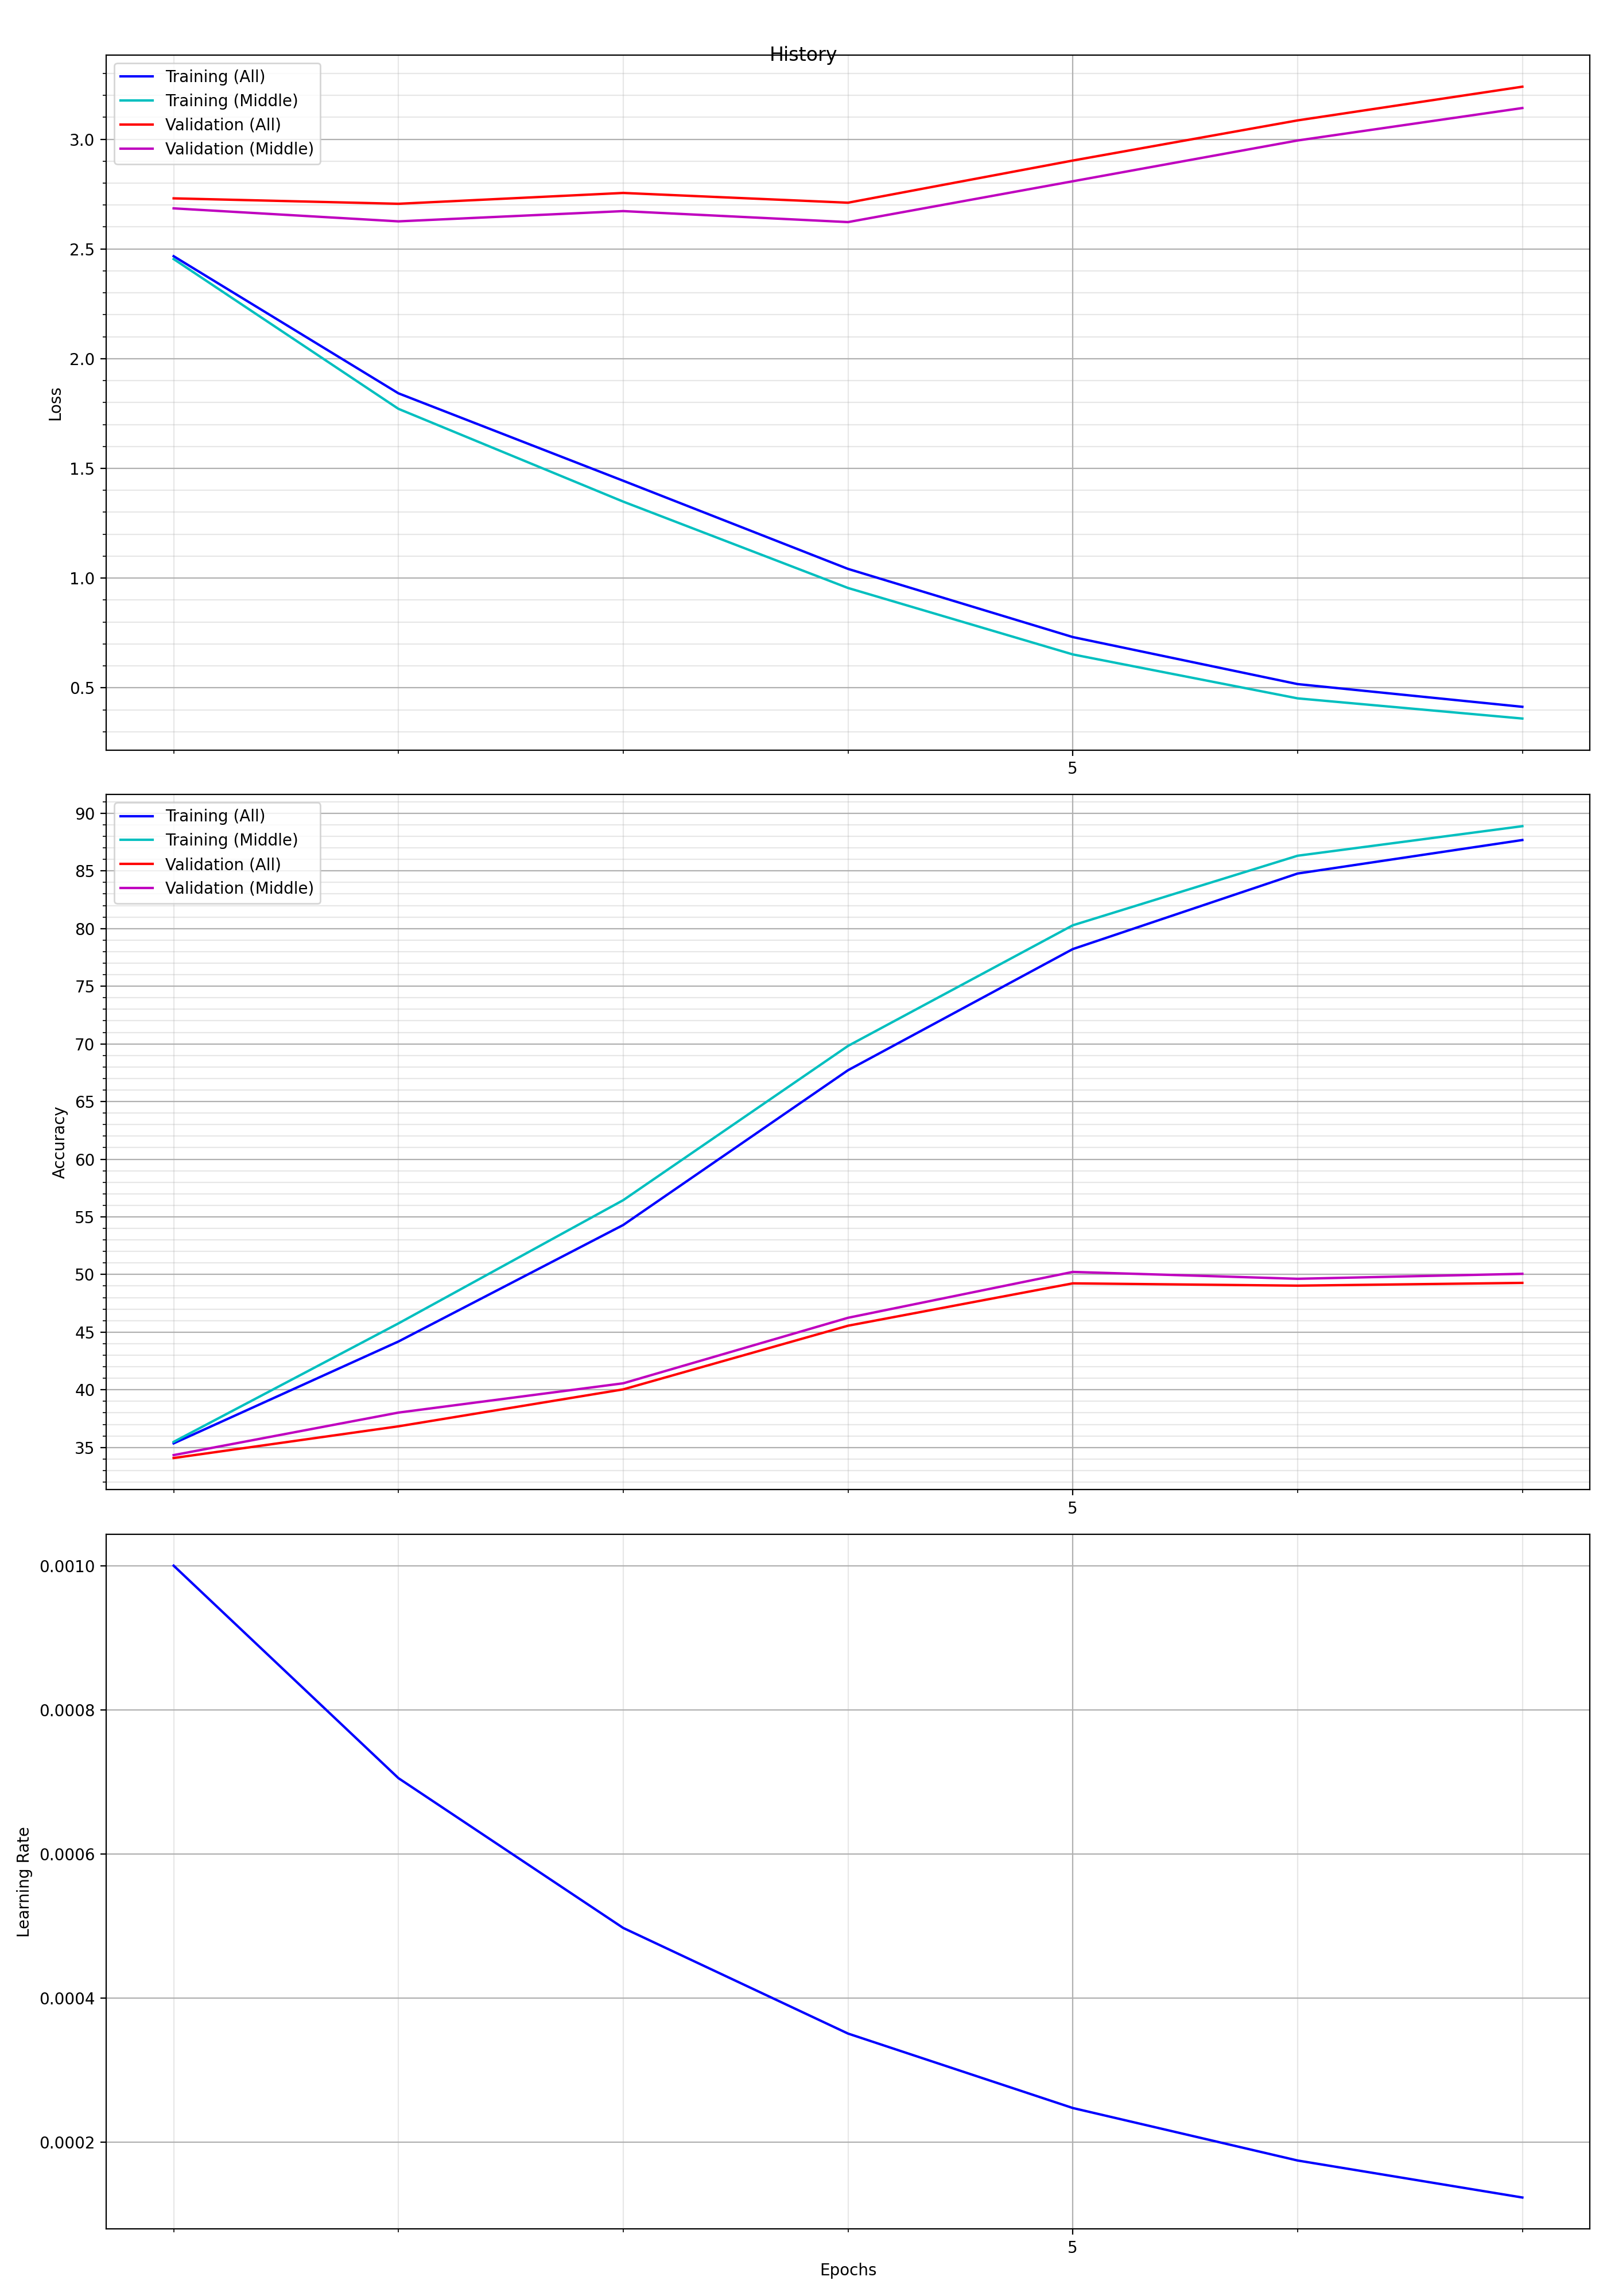 History
Training (All)
Training (Middle)
Validation (All)
Validation (Middle)
3.0
2.5
2.0
1.5
1.0
0.5
Loss
5
Training (All)
Training (Middle)
Validation (All)
Validation (Middle)
90
85
80
75
70
65
60
55
50
45
40
35
Accuracy
5
0.0010
0.0008
0.0006
0.0004
0.0002
Learning Rate
5
Epochs